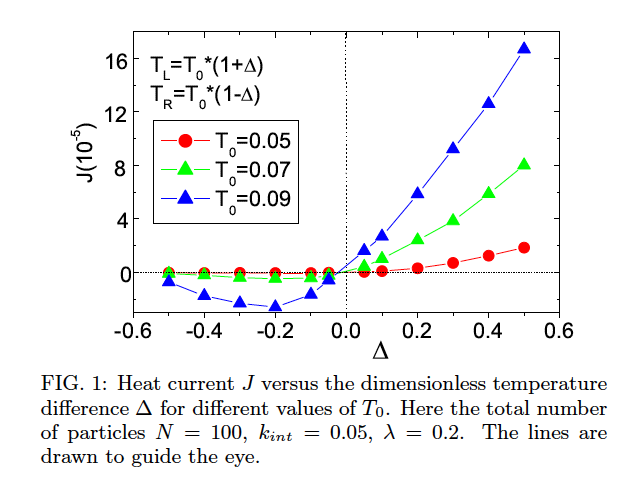 16
12
8
4
0
J(10⁻⁵)
T_L=T_0*(1+Δ)
T_R=T_0*(1-Δ)
T_0=0.05
T_0=0.07
T_0=0.09
-0.6 -0.4 -0.2 0.0 0.2 0.4 0.6
Δ
FIG. 1: Heat current J versus the dimensionless temperature
difference Δ for different values of T_0. Here the total number
of particles N = 100, k_int = 0.05, λ = 0.2. The lines are
drawn to guide the eye.